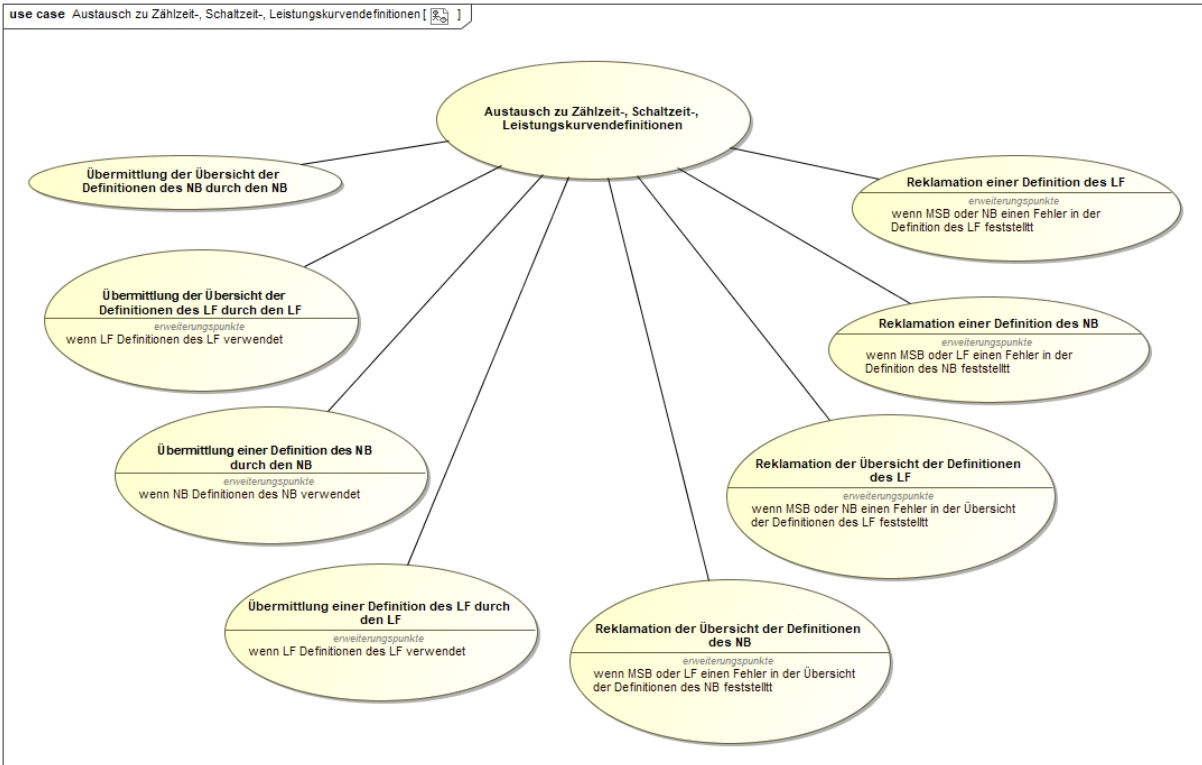 use case Austausch zu Zählzeit-, Schaltzeit-, Leistungskurvendefinitionen [ ]
Austausch zu Zählzeit-, Schaltzeit-,
Leistungskurvendefinitionen
Übermittlung der Übersicht der
Definitionen des NB durch den NB
Übermittlung der Übersicht der
Definitionen des LF durch den LF
erweiterungspunkte
wenn LF Definitionen des LF verwendet
Übermittlung einer Definition des NB
durch den NB
erweiterungspunkte
wenn NB Definitionen des NB verwendet
Übermittlung einer Definition des LF durch
den LF
erweiterungspunkte
wenn LF Definitionen des LF verwendet
Reklamation der Übersicht der Definitionen
des NB
erweiterungspunkte
wenn MSB oder LF einen Fehler in der Übersicht
der Definitionen des NB feststelltt
Reklamation der Übersicht der Definitionen
des LF
erweiterungspunkte
wenn MSB oder NB einen Fehler in der Übersicht
der Definitionen des LF feststelltt
Reklamation einer Definition des NB
erweiterungspunkte
wenn MSB oder LF einen Fehler in der
Definition des NB feststelltt
Reklamation einer Definition des LF
erweiterungspunkte
wenn MSB oder NB einen Fehler in der
Definition des LF feststelltt